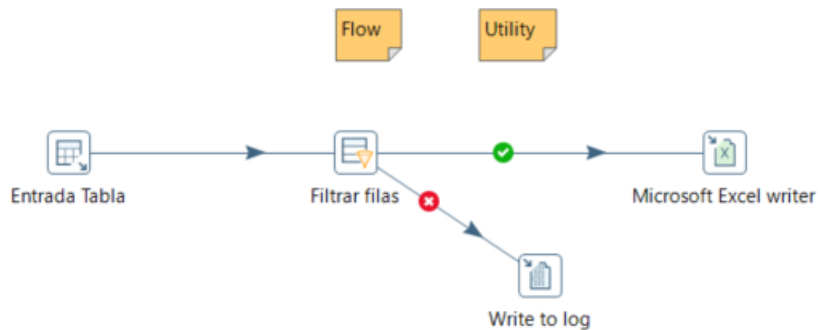 Flow
Utility
Entrada Tabla
Filtrar filas
Microsoft Excel writer
Write to log